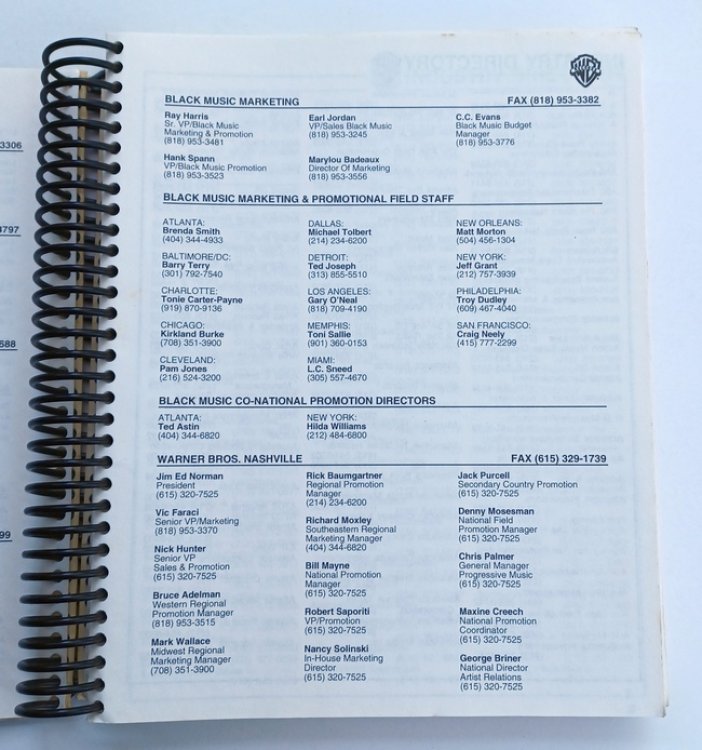 3306
4797
588
99
BLACK MUSIC MARKETING FAX (818) 953-3382
Ray Harris
Sr. VP/Black Music
Marketing & Promotion
(818) 953-3481
Earl Jordan
VP/Sales Black Music
(818) 953-3245
C.C. Evans
Black Music Budget
Manager
(818) 953-3776
Hank Spann
VP/Black Music Promotion
(818) 953-3523
Marylou Badeaux
Director Of Marketing
(818) 953-3556
BLACK MUSIC MARKETING & PROMOTIONAL FIELD STAFF
ATLANTA:
Brenda Smith
(404) 344-4933
DALLAS:
Michael Tolbert
(214) 234-6200
NEW ORLEANS:
Matt Morton
(504) 456-1304
BALTIMORE/DC:
Barry Terry
(301) 792-7540
DETROIT:
Ted Joseph
(313) 855-5510
NEW YORK:
Jeff Grant
(212) 757-3939
CHARLOTTE:
Tonie Carter-Payne
(919) 870-9136
LOS ANGELES:
Gary O'Neal
(818) 709-4190
PHILADELPHIA:
Troy Dudley
(609) 467-4040
CHICAGO:
Kirkland Burke
(708) 351-3900
MEMPHIS:
Toni Sallie
(901) 360-0153
SAN FRANCISCO:
Craig Neely
(415) 777-2299
CLEVELAND:
Pam Jones
(216) 524-3200
MIAMI:
L.C. Sneed
(305) 557-4670
BLACK MUSIC CO-NATIONAL PROMOTION DIRECTORS
ATLANTA:
Ted Astin
(404) 344-6820
NEW YORK:
Hilda Williams
(212) 484-6800
WARNER BROS. NASHVILLE FAX (615) 329-1739
Jim Ed Norman
President
(615) 320-7525
Vic Faraci
Senior VP/Marketing
(818) 953-3370
Nick Hunter
Senior VP
Sales & Promotion
(615) 320-7525
Bruce Adelman
Western Regional
Promotion Manager
(818) 953-3515
Mark Wallace
Midwest Regional
Marketing Manager
(708) 351-3900
Rick Baumgartner
Regional Promotion
Manager
(214) 234-6200
Richard Moxley
Southeastern Regional
Marketing Manager
(404) 344-6820
Bill Mayne
National Promotion
Manager
(615) 320-7525
Robert Saporiti
VP/Promotion
(615) 320-7525
Nancy Solinski
In-House Marketing
Director
(615) 320-7525
Jack Purcell
Secondary Country Promotion
(615) 320-7525
Denny Mosesman
National Field
Promotion Manager
(615) 320-7525
Chris Palmer
General Manager
Progressive Music
(615) 320-7525
Maxine Creech
National Promotion
Coordinator
(615) 320-7525
George Briner
National Director
Artist Relations
(615) 320-7525